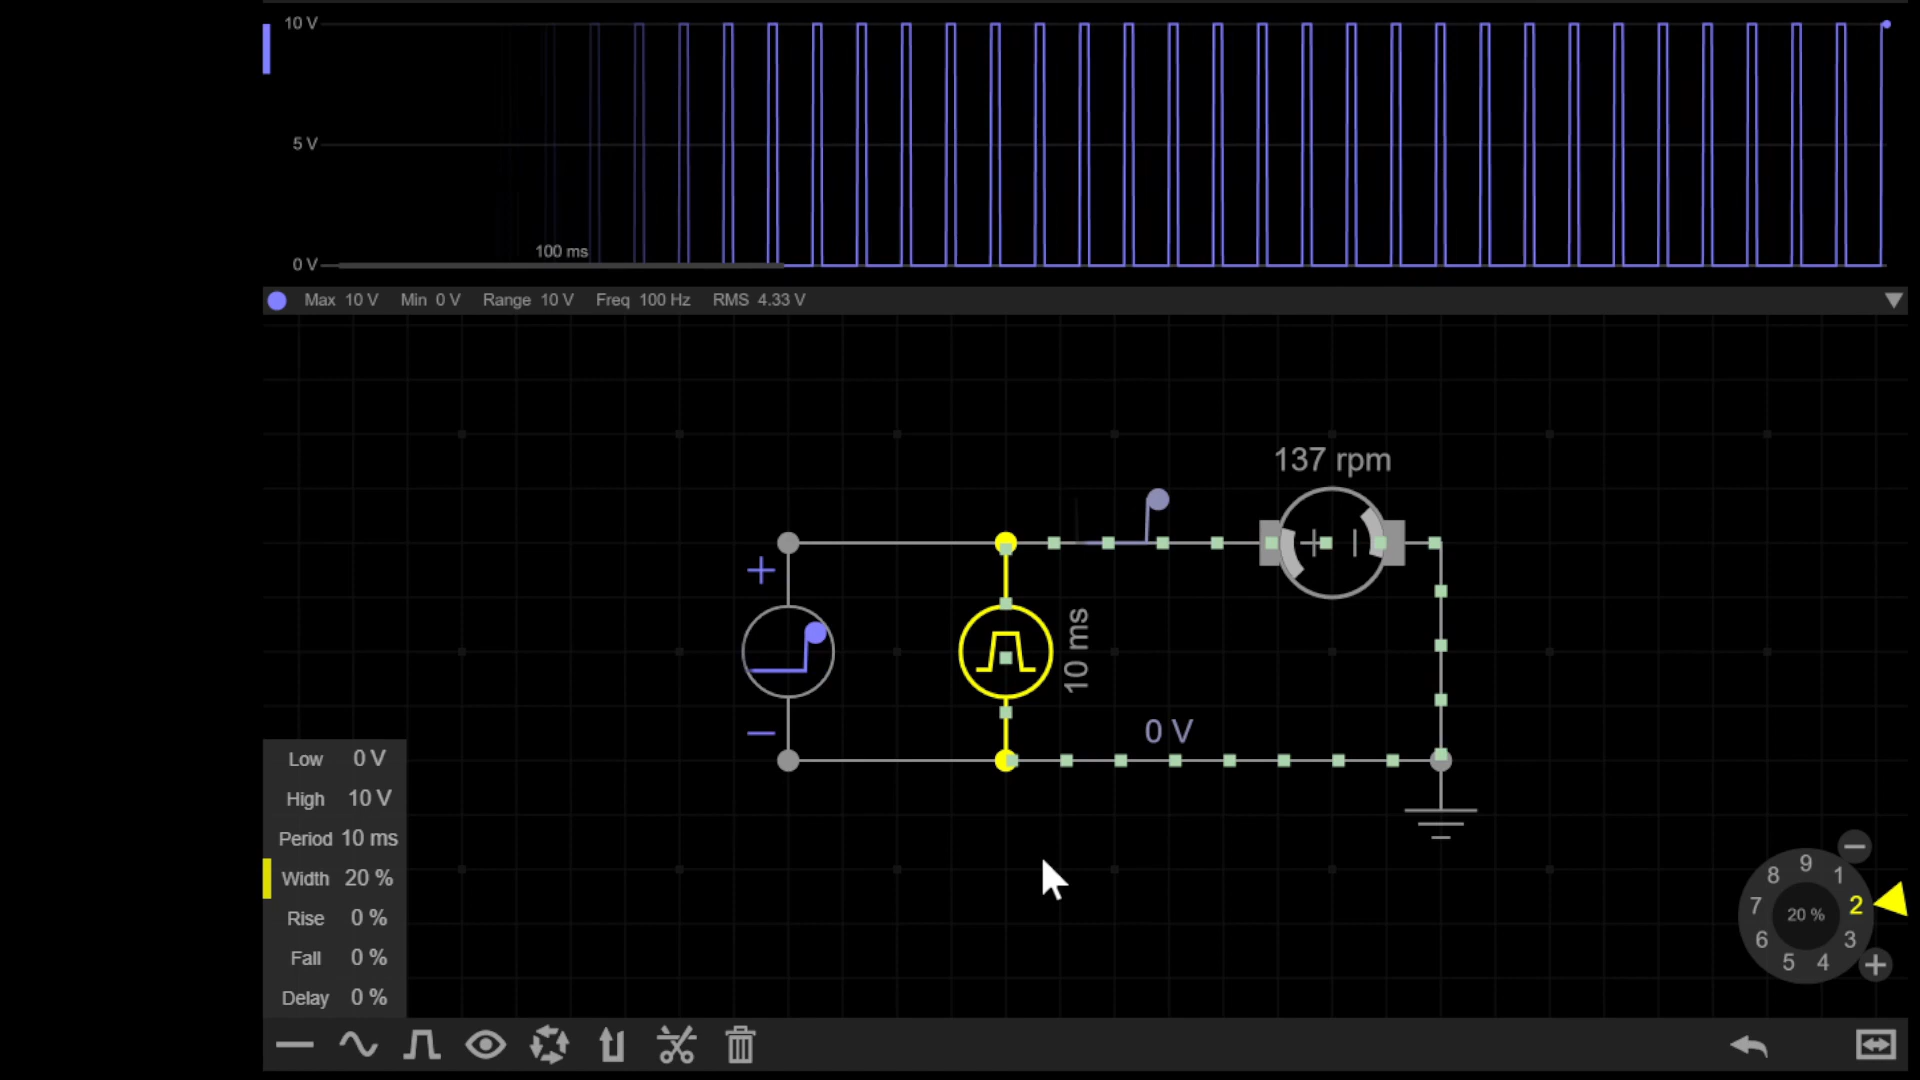 10 V
5 V
100 ms
0 V
Max 10 V Min 0 V Range 10 V Freq 100 Hz RMS 4.33 V
137 rpm
10 ms
0 V
Low 0 V
High 10 V
Period 10 ms
Width 20 %
Rise 0 %
Fall 0 %
Delay 0 %
9
8 1
7 20 % 2
6 3
5 4